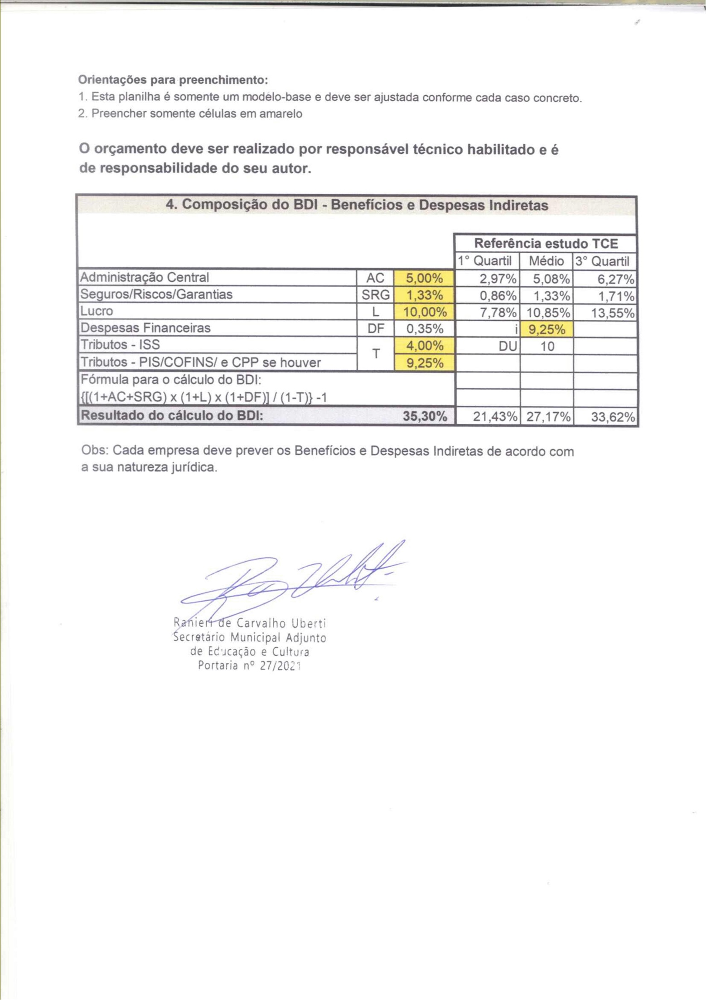 Orientações para preenchimento:
1. Esta planilha é somente um modelo-base e deve ser ajustada conforme cada caso concreto.
2. Preencher somente células em amarelo
O orçamento deve ser realizado por responsável técnico habilitado e é
de responsabilidade do seu autor.
4. Composição do BDI - Benefícios e Despesas Indiretas
Referência estudo TCE
1° Quartil Médio 3° Quartil
Administração Central AC 5,00% 2,97% 5,08% 6,27%
Seguros/Riscos/Garantias SRG 1,33% 0,86% 1,33% 1,71%
Lucro L 10,00% 7,78% 10,85% 13,55%
Despesas Financeiras DF 0,35% i 9,25%
Tributos - ISS T 4,00% DU 10
Tributos - PIS/COFINS/ e CPP se houver 9,25%
Fórmula para o cálculo do BDI:
{[(1+AC+SRG) x (1+L) x (1+DF)] / (1-T)} -1
Resultado do cálculo do BDI: 35,30% 21,43% 27,17% 33,62%
Obs: Cada empresa deve prever os Benefícios e Despesas Indiretas de acordo com
a sua natureza jurídica.
Ranieri de Carvalho Uberti
Secretário Municipal Adjunto
de Educação e Cultura
Portaria nº 27/2021